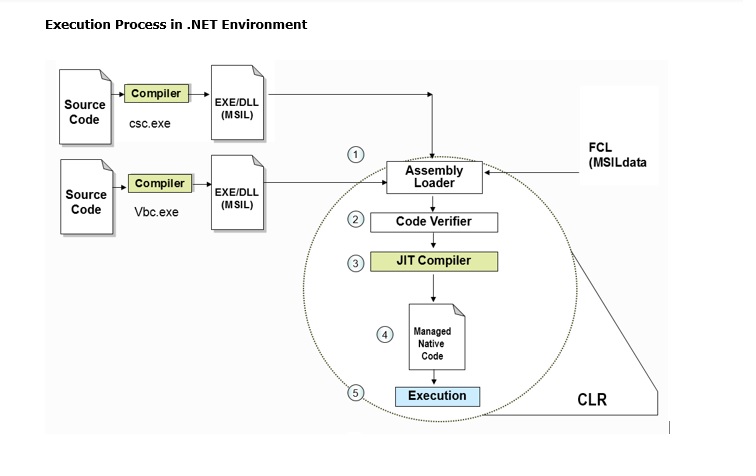 Execution Process in .NET Environment
Source
Code
Compiler
csc.exe
EXE/DLL
(MSIL)
Source
Code
Compiler
Vbc.exe
EXE/DLL
(MSIL)
FCL
(MSILdata
1
Assembly
Loader
2
Code Verifier
3
JIT Compiler
4
Managed
Native
Code
5
Execution
CLR